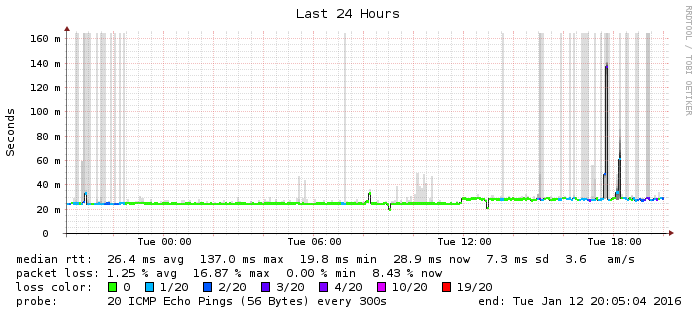 Last 24 Hours
RRDTOOL / TOBI OETIKER
Seconds
160 m
140 m
120 m
100 m
80 m
60 m
40 m
20 m
0
Tue 00:00 Tue 06:00 Tue 12:00 Tue 18:00
median rtt: 26.4 ms avg 137.0 ms max 19.8 ms min 28.9 ms now 7.3 ms sd 3.6 am/s
packet loss: 1.25 % avg 16.87 % max 0.00 % min 8.43 % now
loss color: 0 1/20 2/20 3/20 4/20 10/20 19/20
probe: 20 ICMP Echo Pings (56 Bytes) every 300s end: Tue Jan 12 20:05:04 2016